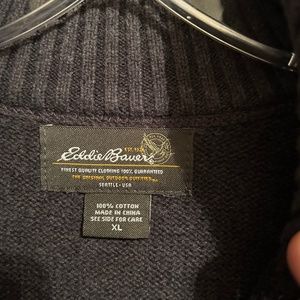 EST. 1920
Eddie Bauer
FINEST QUALITY CLOTHING 100% GUARANTEED
THE ORIGINAL OUTDOOR OUTFITTER
SEATTLE · USA
100% COTTON
MADE IN CHINA
SEE SIDE FOR CARE
XL